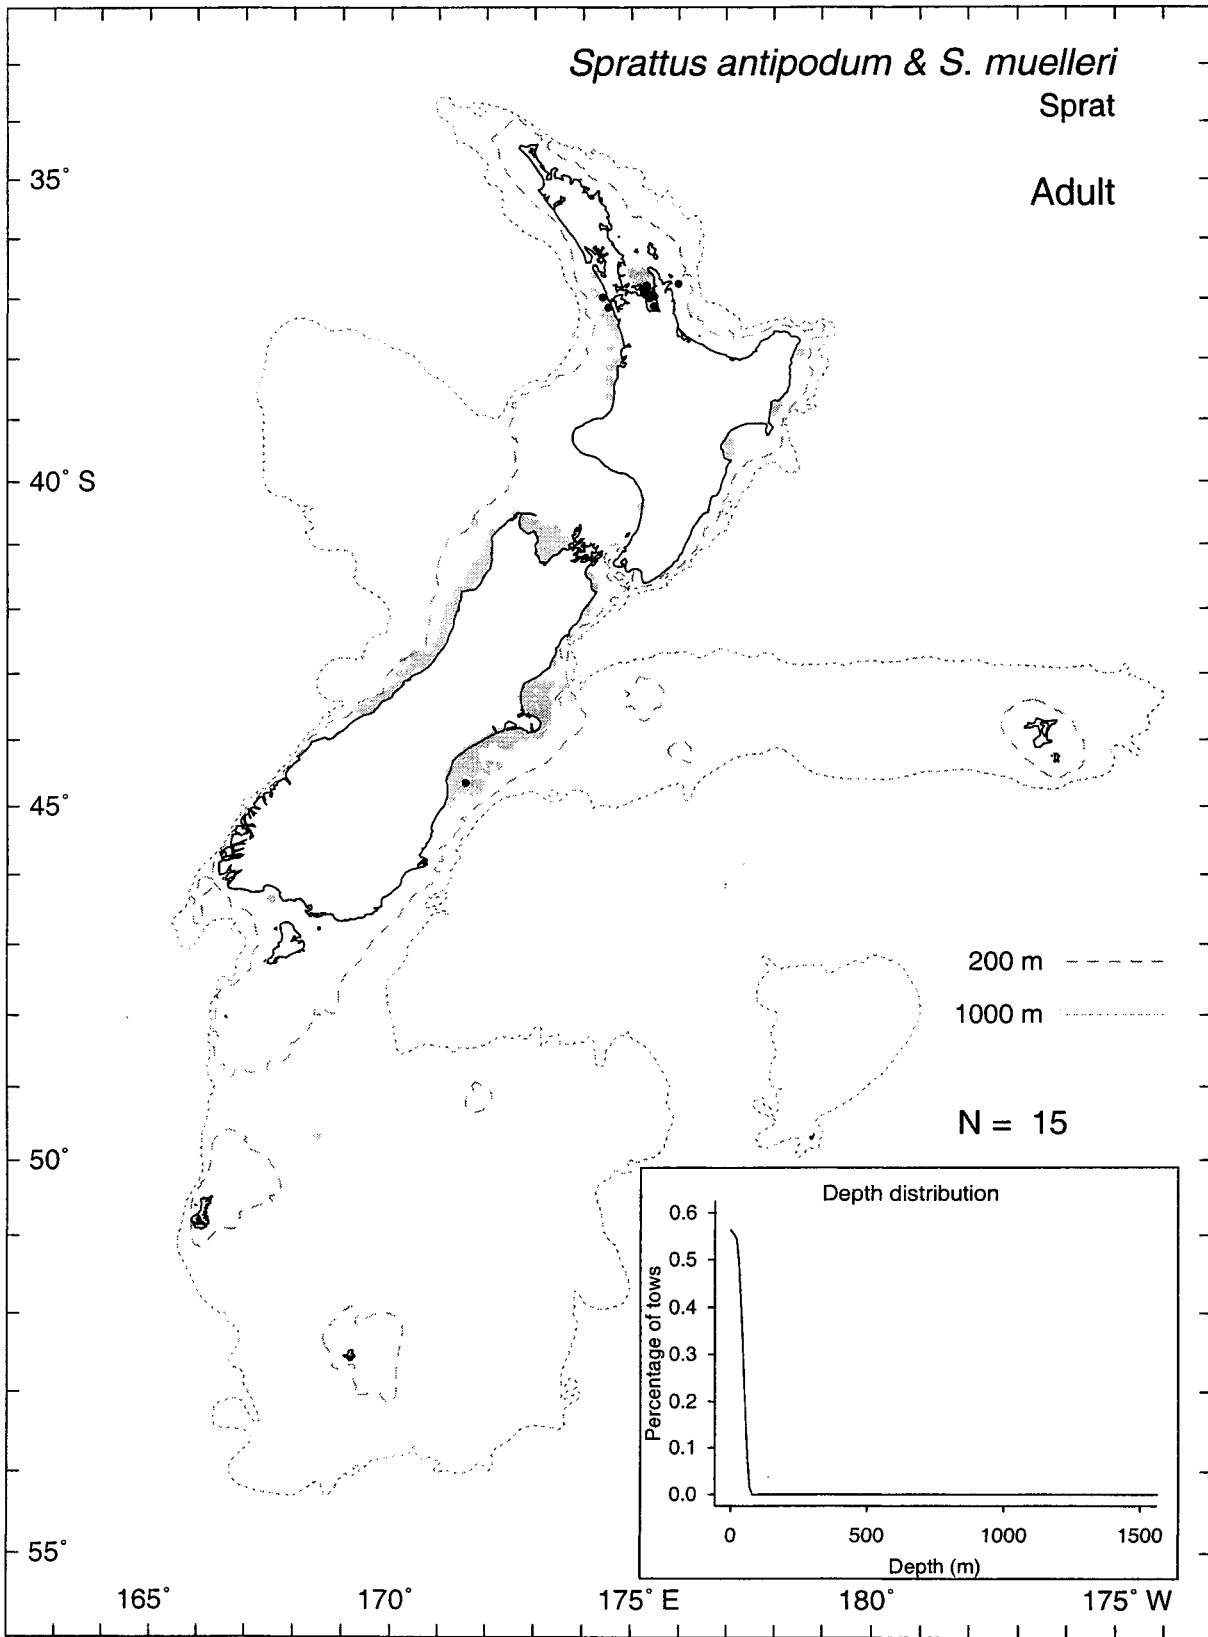 Sprattus antipodum & S. muelleri
Sprat
Adult
35°
40° S
45°
50°
55°
200 m
1000 m
N = 15
Depth distribution
Percentage of tows
0.6
0.5
0.4
0.3
0.2
0.1
0.0
0 500 1000 1500
Depth (m)
165° 170° 175° E 180° 175° W